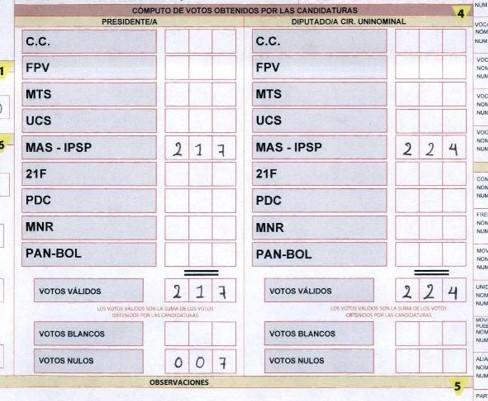 CÓMPUTO DE VOTOS OBTENIDOS POR LAS CANDIDATURAS 4
PRESIDENTE/A DIPUTADO/A CIR. UNINOMINAL
C.C. C.C.
FPV FPV
MTS MTS
UCS UCS
MAS - IPSP 2 1 7 MAS - IPSP 2 2 4
21F 21F
PDC PDC
MNR MNR
PAN-BOL PAN-BOL
VOTOS VÁLIDOS 2 1 7 VOTOS VÁLIDOS 2 2 4
LOS VOTOS VÁLIDOS SON LA SUMA DE LOS VOTOS LOS VOTOS VÁLIDOS SON LA SUMA DE LOS VOTOS
OBTENIDOS POR LAS CANDIDATURAS OBTENIDOS POR LAS CANDIDATURAS
VOTOS BLANCOS VOTOS BLANCOS
VOTOS NULOS 0 0 7 VOTOS NULOS
OBSERVACIONES 5